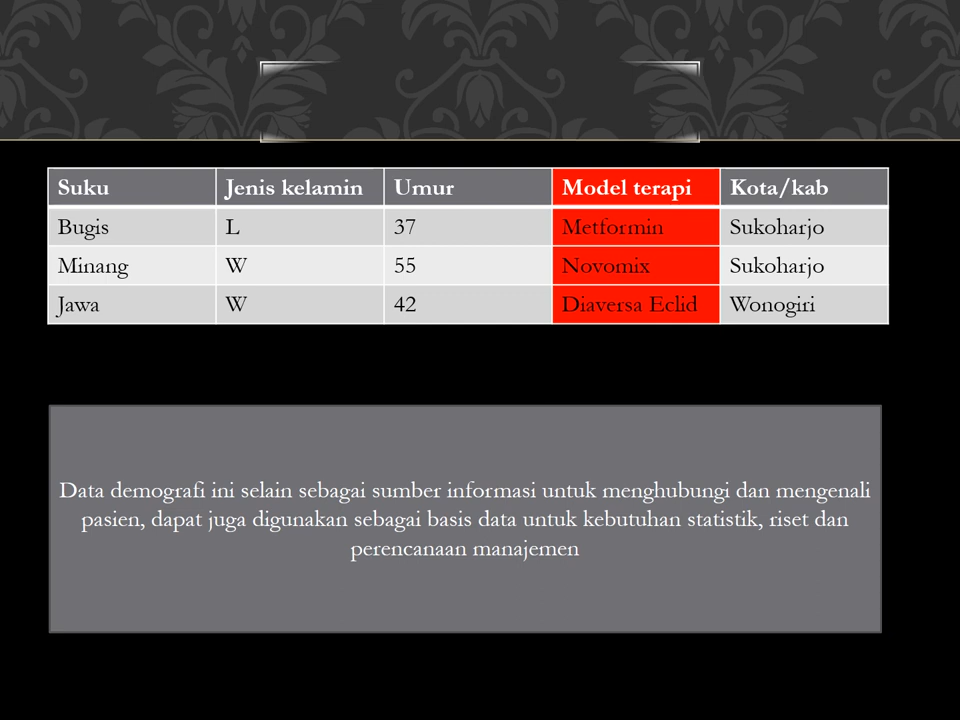 Suku Jenis kelamin Umur Model terapi Kota/kab
Bugis L 37 Metformin Sukoharjo
Minang W 55 Novomix Sukoharjo
Jawa W 42 Diaversa Eclid Wonogiri
Data demografi ini selain sebagai sumber informasi untuk menghubungi dan mengenali
pasien, dapat juga digunakan sebagai basis data untuk kebutuhan statistik, riset dan
perencanaan manajemen